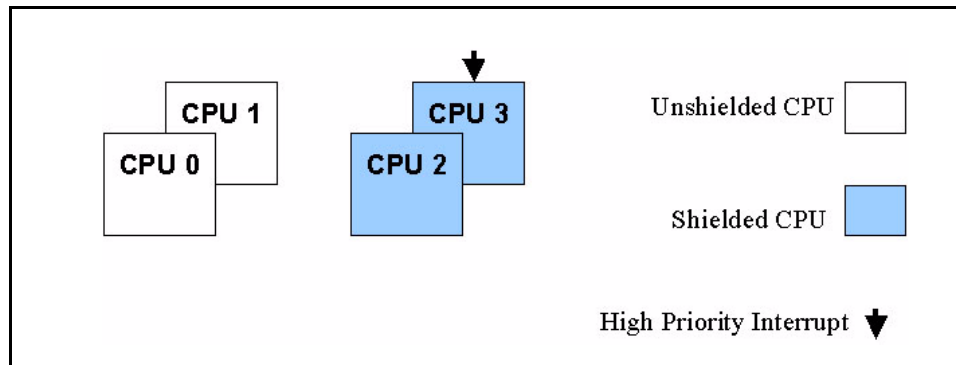 CPU 1
CPU 0
CPU 3
CPU 2
Unshielded CPU
Shielded CPU
High Priority Interrupt